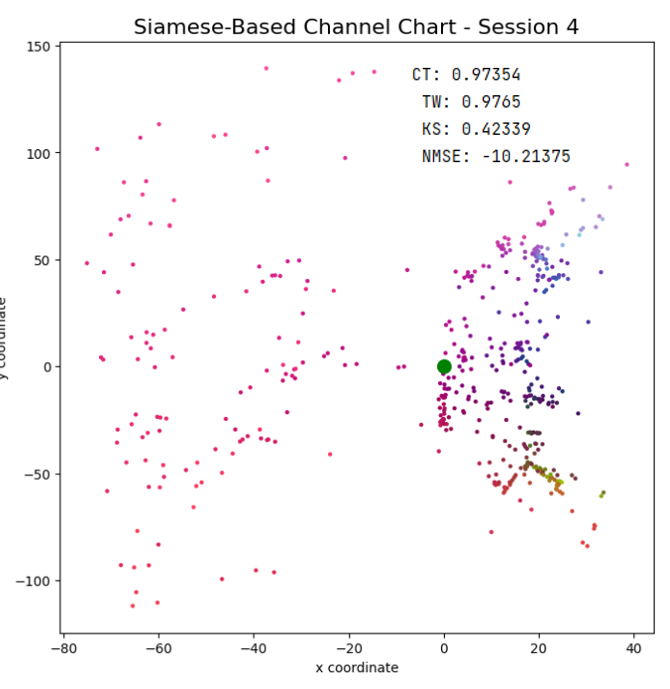 Siamese-Based Channel Chart - Session 4
CT: 0.97354
TW: 0.9765
KS: 0.42339
NMSE: -10.21375
150
100
50
0
−50
−100
y coordinate
−80
−60
−40
−20
0
20
40
x coordinate